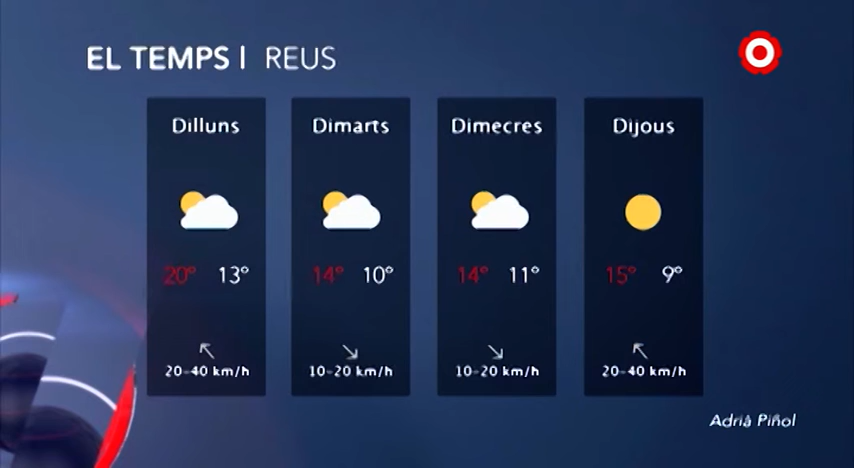 EL TEMPS | REUS
Dilluns Dimarts Dimecres Dijous
20° 13° 14° 10° 14° 11° 15° 9°
20-40 km/h 10-20 km/h 10-20 km/h 20-40 km/h
Adrià Piñol